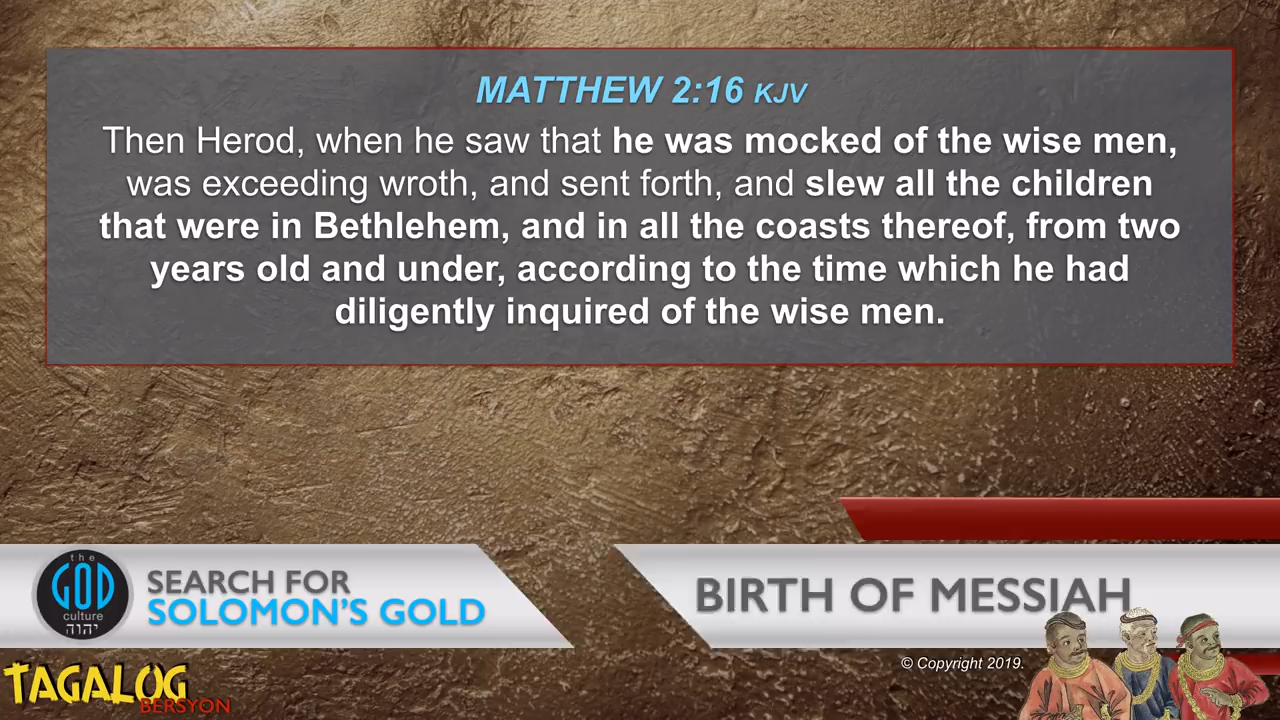 MATTHEW 2:16 KJV
Then Herod, when he saw that he was mocked of the wise men,
was exceeding wroth, and sent forth, and slew all the children
that were in Bethlehem, and in all the coasts thereof, from two
years old and under, according to the time which he had
diligently inquired of the wise men.
the
GOD
culture
יהוה
SEARCH FOR
SOLOMON'S GOLD
BIRTH OF MESSIAH
© Copyright 2019.
TAGALOG
BERSYON